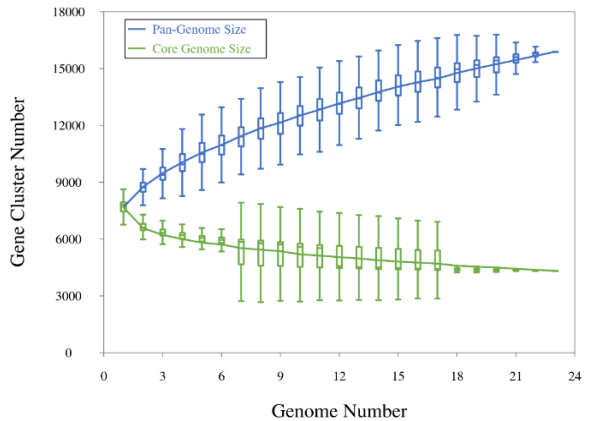 18000
Pan-Genome Size
Core Genome Size
15000
12000
9000
6000
3000
0
Gene Cluster Number
0 3 6 9 12 15 18 21 24
Genome Number